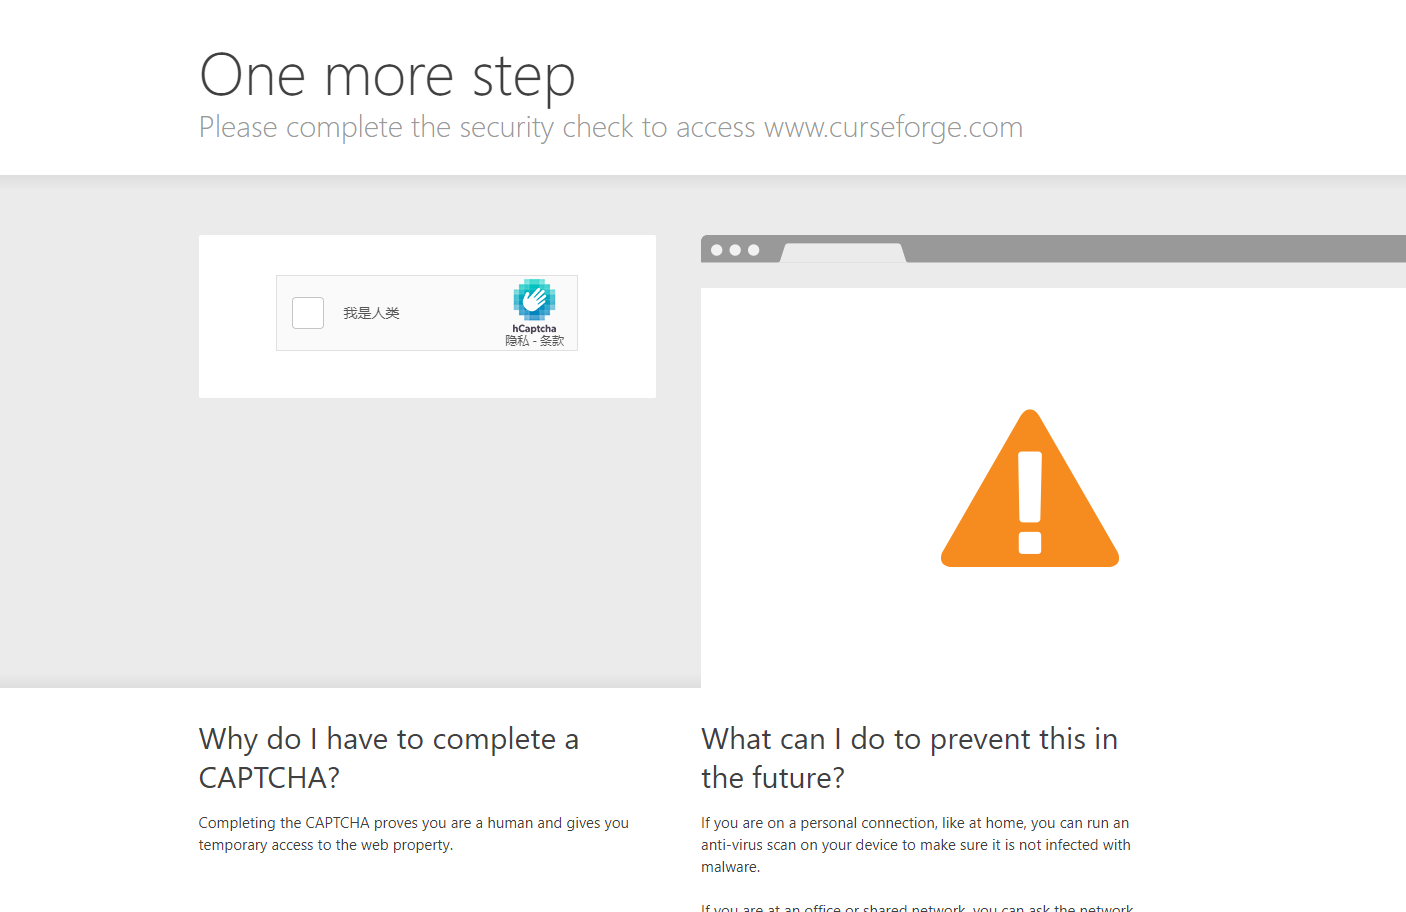 One more step
Please complete the security check to access www.curseforge.com
我是人类
hCaptcha
隐私 - 条款
Why do I have to complete a
CAPTCHA?
Completing the CAPTCHA proves you are a human and gives you
temporary access to the web property.
What can I do to prevent this in
the future?
If you are on a personal connection, like at home, you can run an
anti-virus scan on your device to make sure it is not infected with
malware.
If you are at an office or shared network, you can ask the network